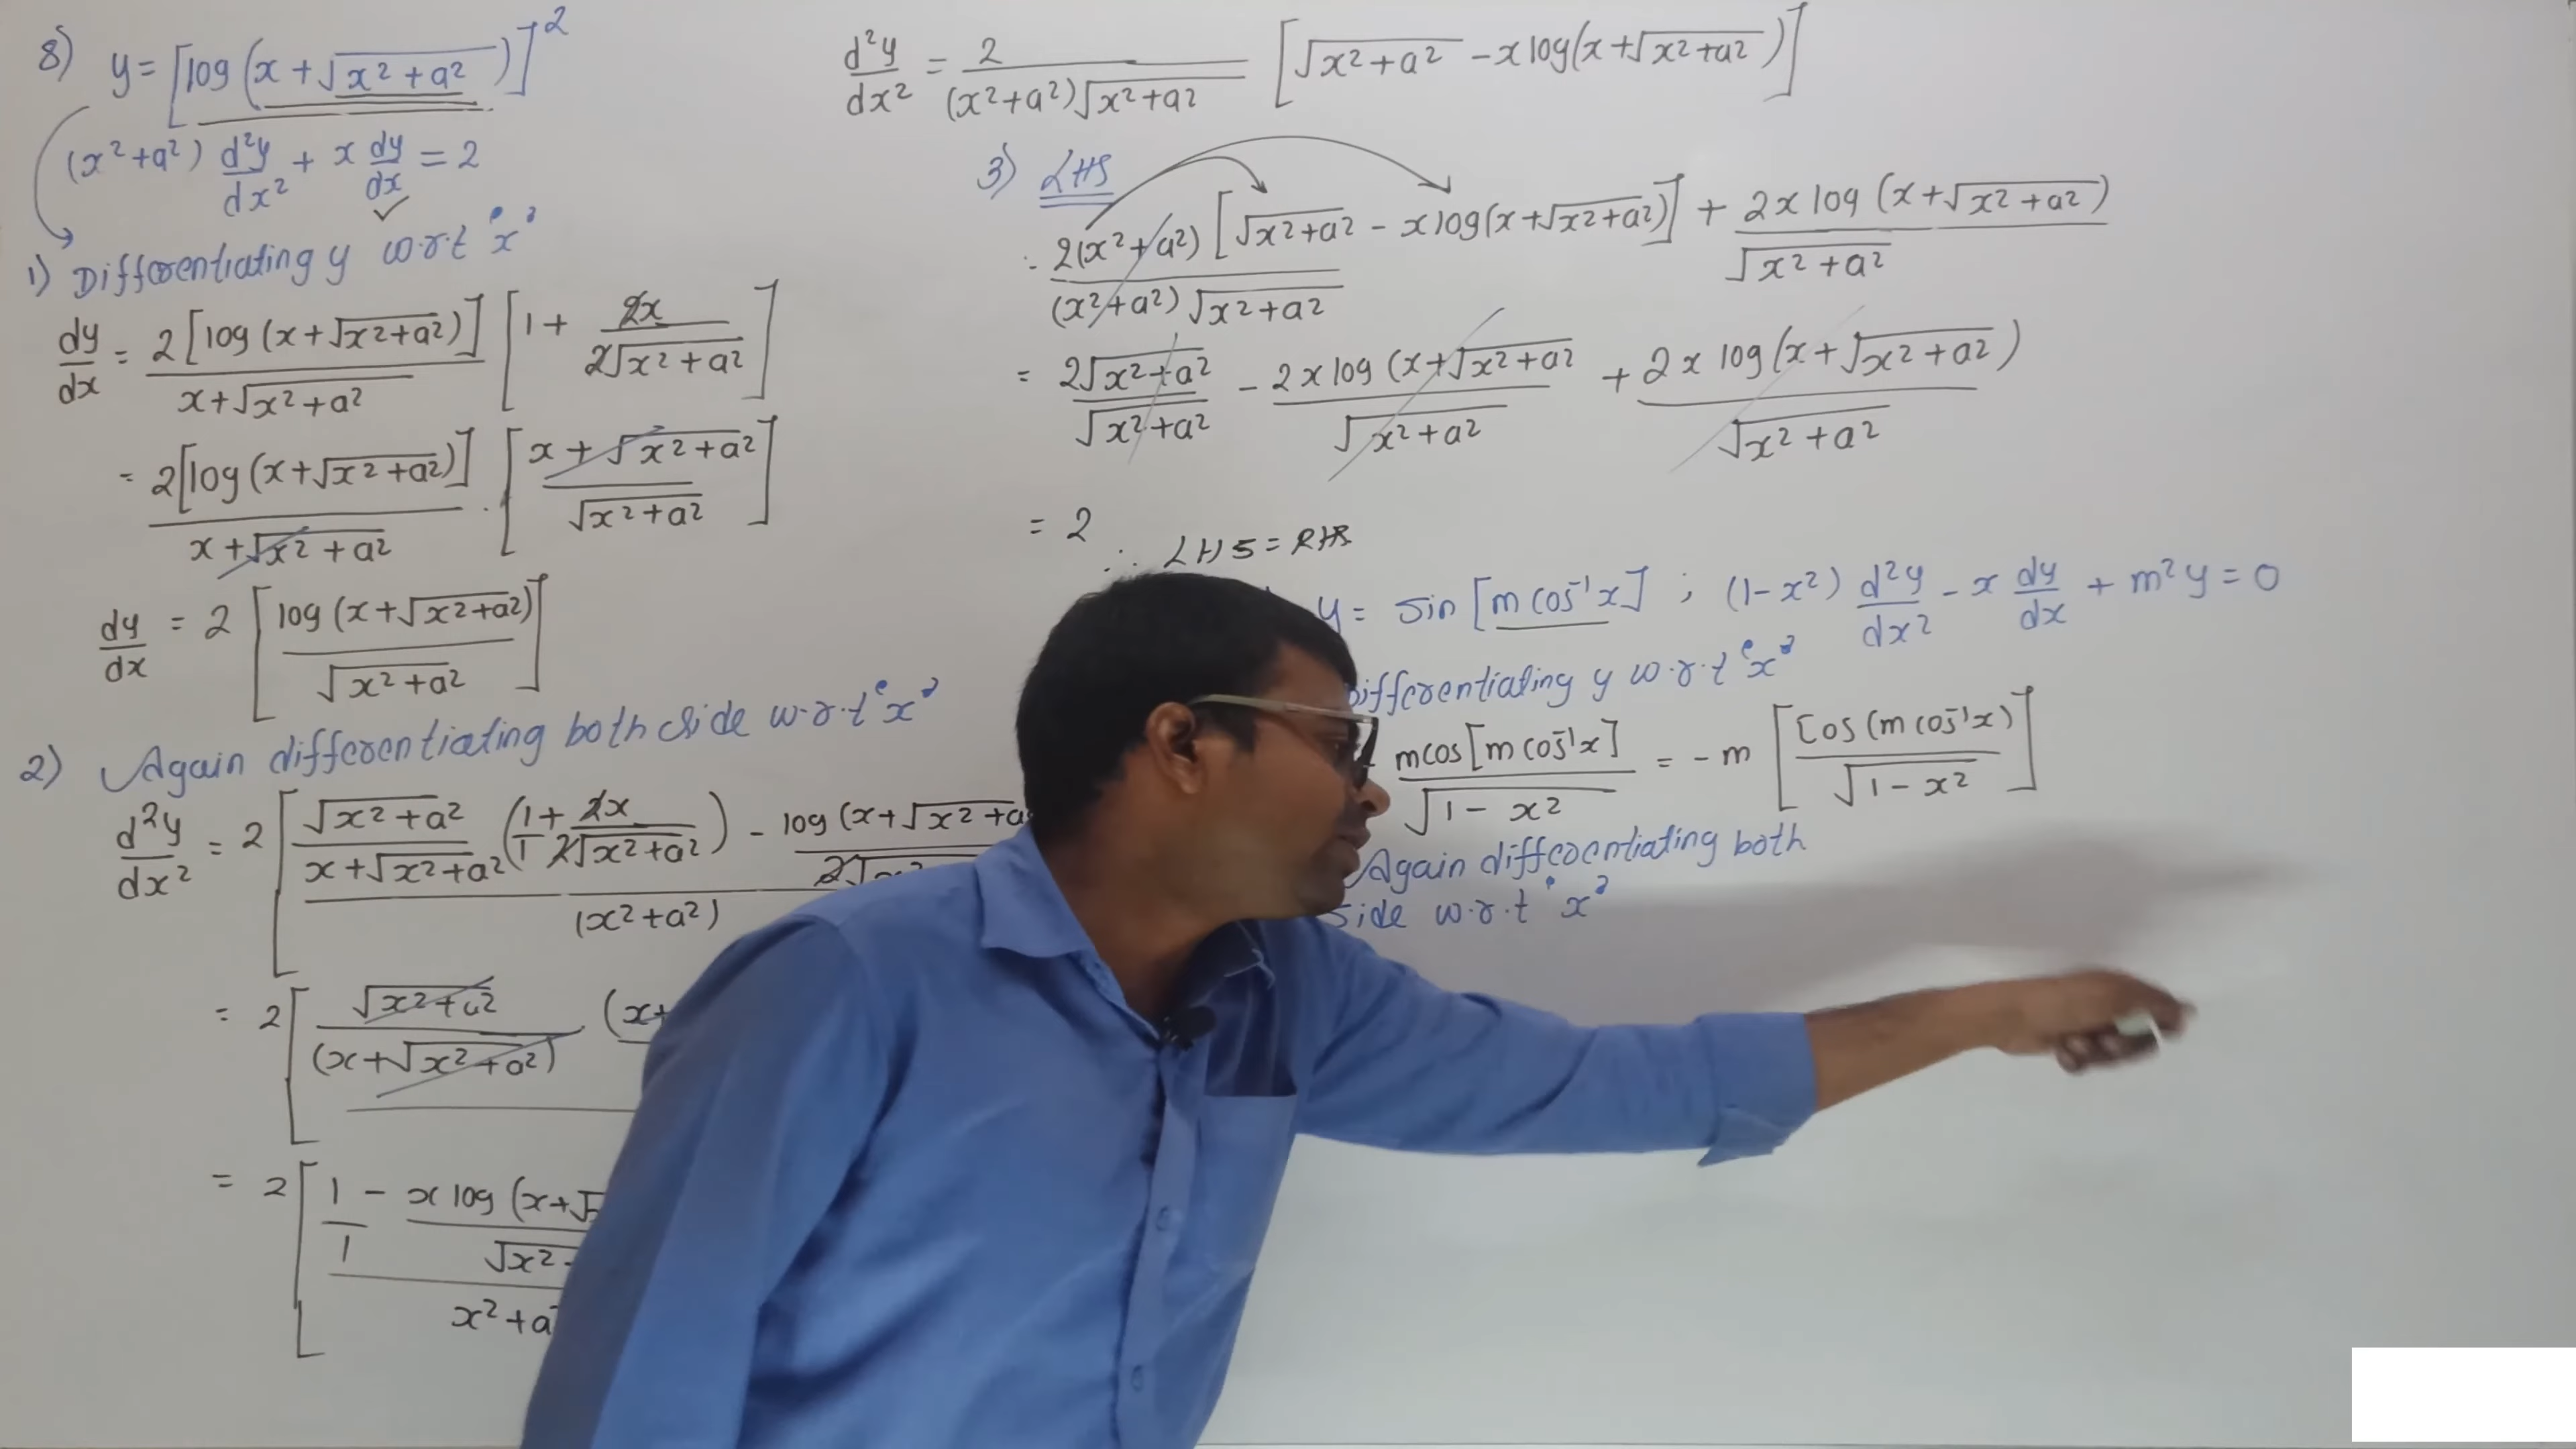 8) y = [log (x + √x² + a²)]²
(x² + a²) d²y/dx² + x dy/dx = 2
1) Differentiating y w.r.t 'x'
dy/dx = 2[log (x + √x² + a²)]/x + √x² + a² [1 + 2x/2√x² + a²]
= 2[log (x + √x² + a²)]/x + √x² + a² · [x + √x² + a²/√x² + a²]
dy/dx = 2 [log (x + √x² + a²)/√x² + a²]
2) Again differentiating both side w.r.t 'x'
d²y/dx² = 2 [√x² + a²/x + √x² + a² (1/1 + 2x/2√x² + a²) - log (x + √x² + a
(x² + a²)
= 2 [√x² + a²/(x + √x² + a²) (x+
= 2 [1/1 - x log (x + √
√x²
x² + a
d²y/dx² = 2/(x² + a²) √x² + a² [√x² + a² - x log (x + √x² + a²)]
3) LHS
2(x² + a²) [√x² + a² - x log (x + √x² + a²)]/(x² + a²) √x² + a² + 2x log (x + √x² + a²)/√x² + a²
= 2√x² + a²/√x² + a² - 2x log (x + √x² + a²/√x² + a² + 2x log (x + √x² + a²)/√x² + a²
= 2
∴ LHS = RHS
y = sin [m cos⁻¹x] ; (1 - x²) d²y/dx² - x dy/dx + m²y = 0
Differentiating y w.r.t 'x'
m cos [m cos⁻¹x]/√1 - x² = - m [cos (m cos⁻¹x)/√1 - x²]
Again differentiating both
side w.r.t 'x'